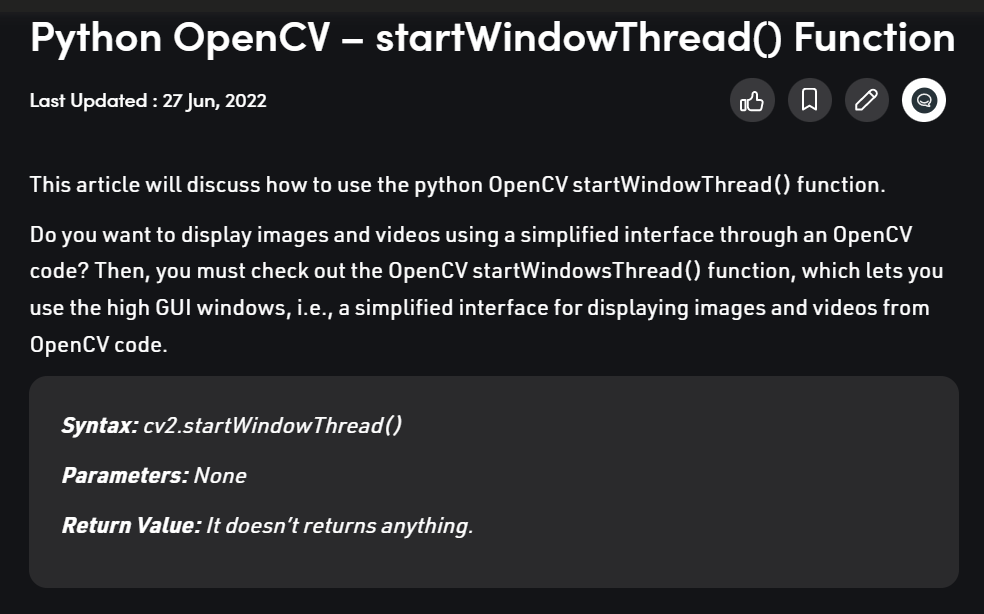 Python OpenCV – startWindowThread() Function
Last Updated : 27 Jun, 2022
This article will discuss how to use the python OpenCV startWindowThread() function.
Do you want to display images and videos using a simplified interface through an OpenCV
code? Then, you must check out the OpenCV startWindowsThread() function, which lets you
use the high GUI windows, i.e., a simplified interface for displaying images and videos from
OpenCV code.
Syntax: cv2.startWindowThread()
Parameters: None
Return Value: It doesn’t returns anything.